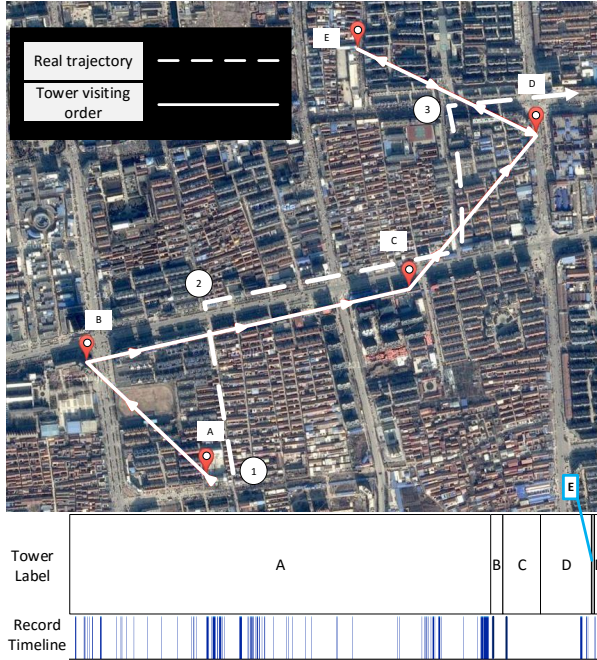 E
Real trajectory
Tower visiting
order
D
3
C
2
B
A
1
E
Tower
Label
A
B
C
D
Record
Timeline